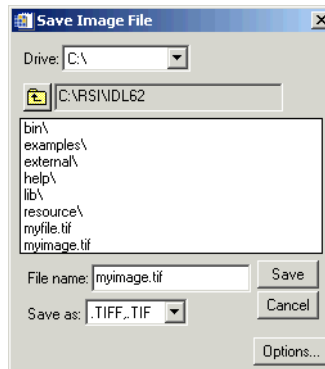 Save Image File
Drive: C:\
C:\RSI\IDL62
bin\
examples\
external\
help\
lib\
resource\
myfile.tif
myimage.tif
File name: myimage.tif Save
Save as: .TIFF,.TIF Cancel
Options...